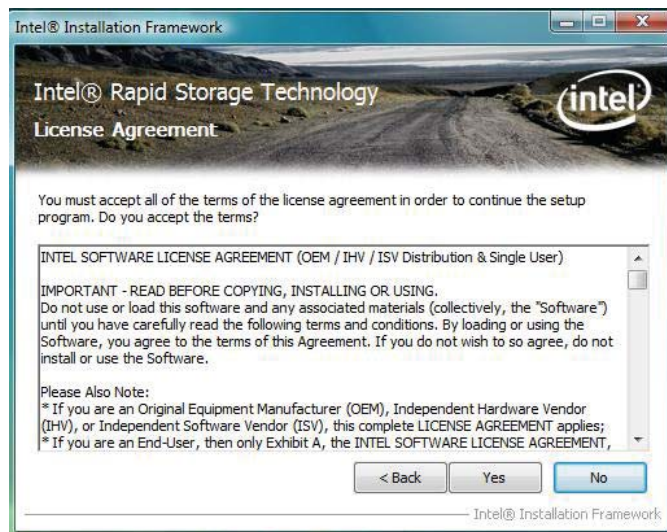 Intel® Installation Framework
Intel® Rapid Storage Technology
License Agreement
intel
You must accept all of the terms of the license agreement in order to continue the setup
program. Do you accept the terms?
INTEL SOFTWARE LICENSE AGREEMENT (OEM / IHV / ISV Distribution & Single User)
IMPORTANT - READ BEFORE COPYING, INSTALLING OR USING.
Do not use or load this software and any associated materials (collectively, the "Software")
until you have carefully read the following terms and conditions. By loading or using the
Software, you agree to the terms of this Agreement. If you do not wish to so agree, do not
install or use the Software.
Please Also Note:
* If you are an Original Equipment Manufacturer (OEM), Independent Hardware Vendor
(IHV), or Independent Software Vendor (ISV), this complete LICENSE AGREEMENT applies;
* If you are an End-User, then only Exhibit A, the INTEL SOFTWARE LICENSE AGREEMENT,
< Back Yes No
Intel® Installation Framework